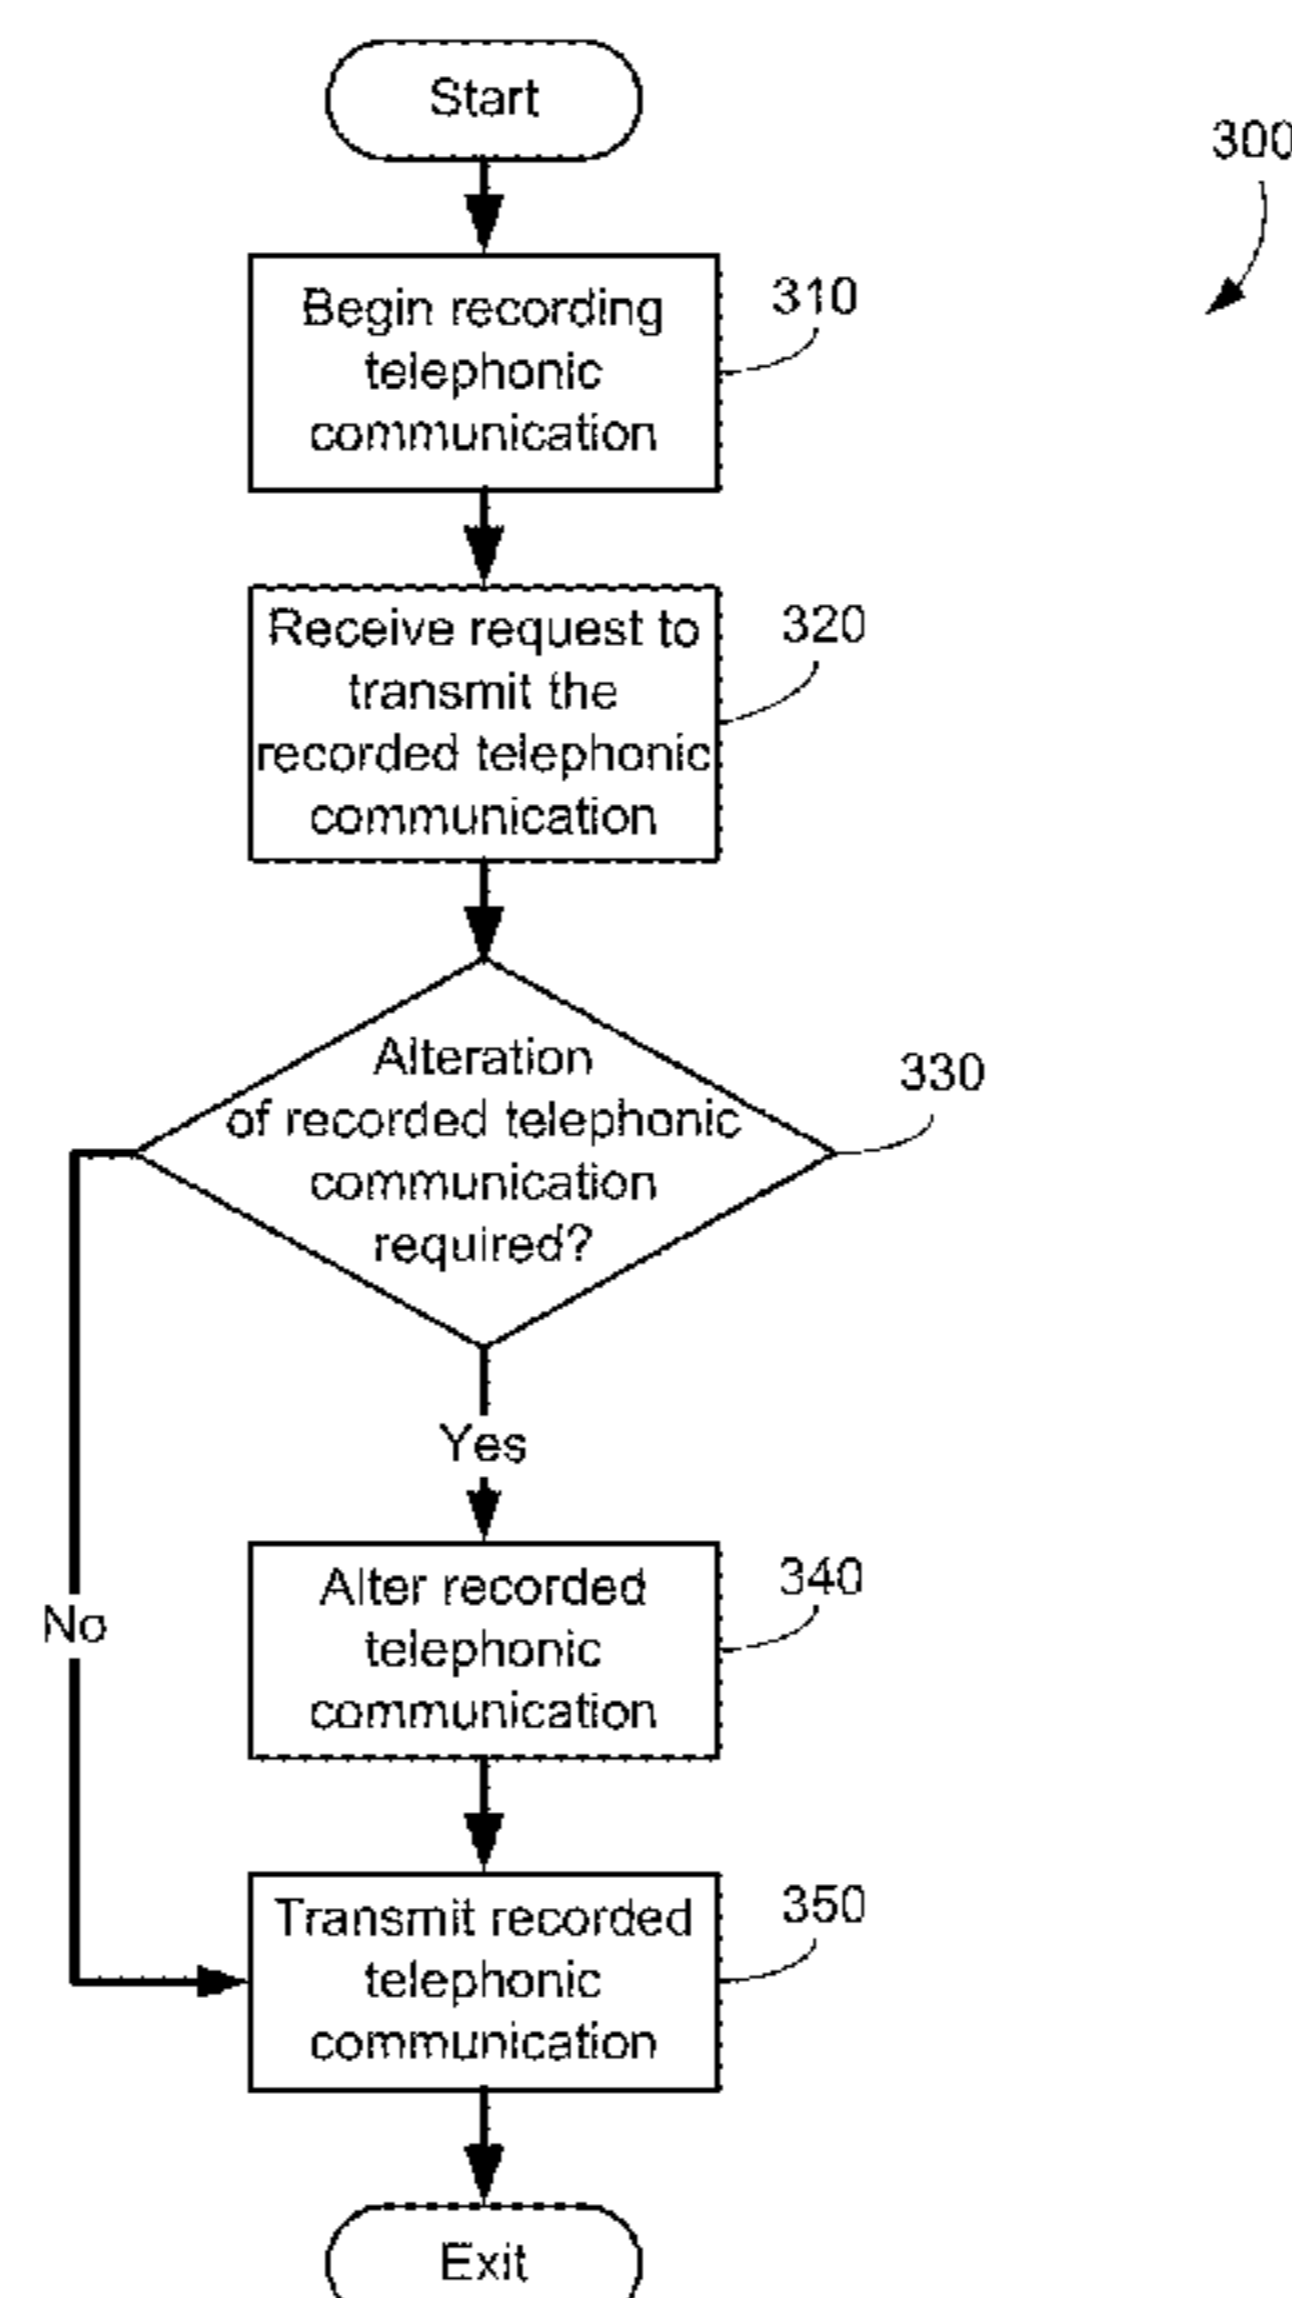 Start
300
Begin recording
telephonic
communication
310
Receive request to
transmit the
recorded telephonic
communication
320
Alteration
of recorded telephonic
communication
required?
330
Yes
Alter recorded
telephonic
communication
340
No
Transmit recorded
telephonic
communication
350
Exit